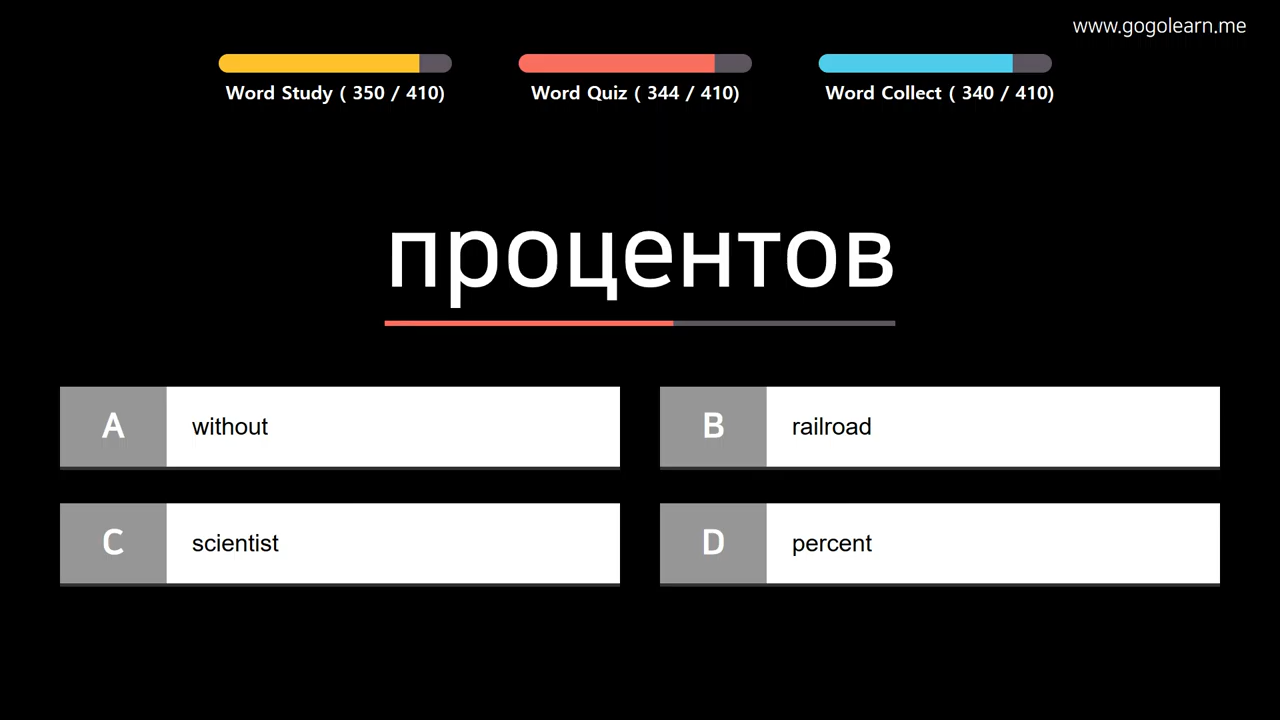 www.gogolearn.me
Word Study ( 350 / 410)
Word Quiz ( 344 / 410)
Word Collect ( 340 / 410)
процентов
A without
B railroad
C scientist
D percent